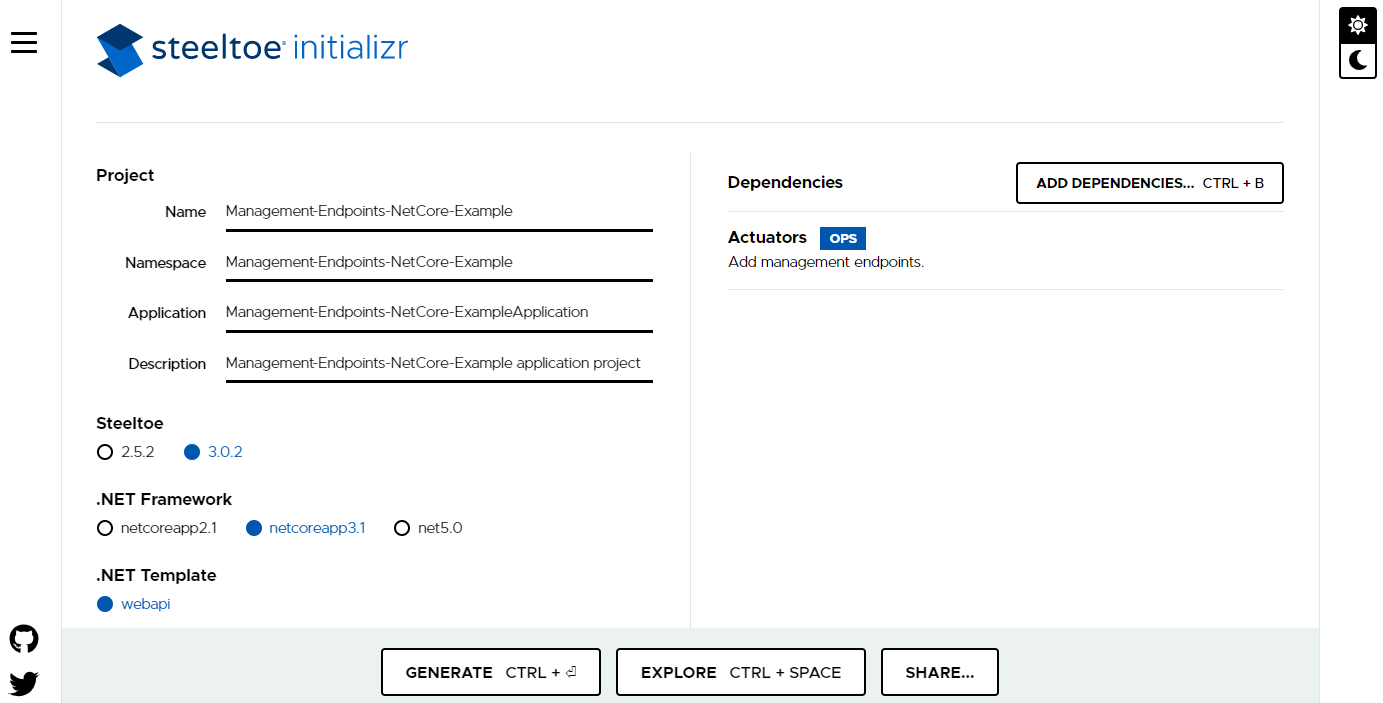 steeltoe® initializr
Project
Name Management-Endpoints-NetCore-Example
Namespace Management-Endpoints-NetCore-Example
Application Management-Endpoints-NetCore-ExampleApplication
Description Management-Endpoints-NetCore-Example application project
Steeltoe
2.5.2 3.0.2
.NET Framework
netcoreapp2.1 netcoreapp3.1 net5.0
.NET Template
webapi
Dependencies ADD DEPENDENCIES... CTRL + B
Actuators OPS
Add management endpoints.
GENERATE CTRL + ⏎ EXPLORE CTRL + SPACE SHARE...